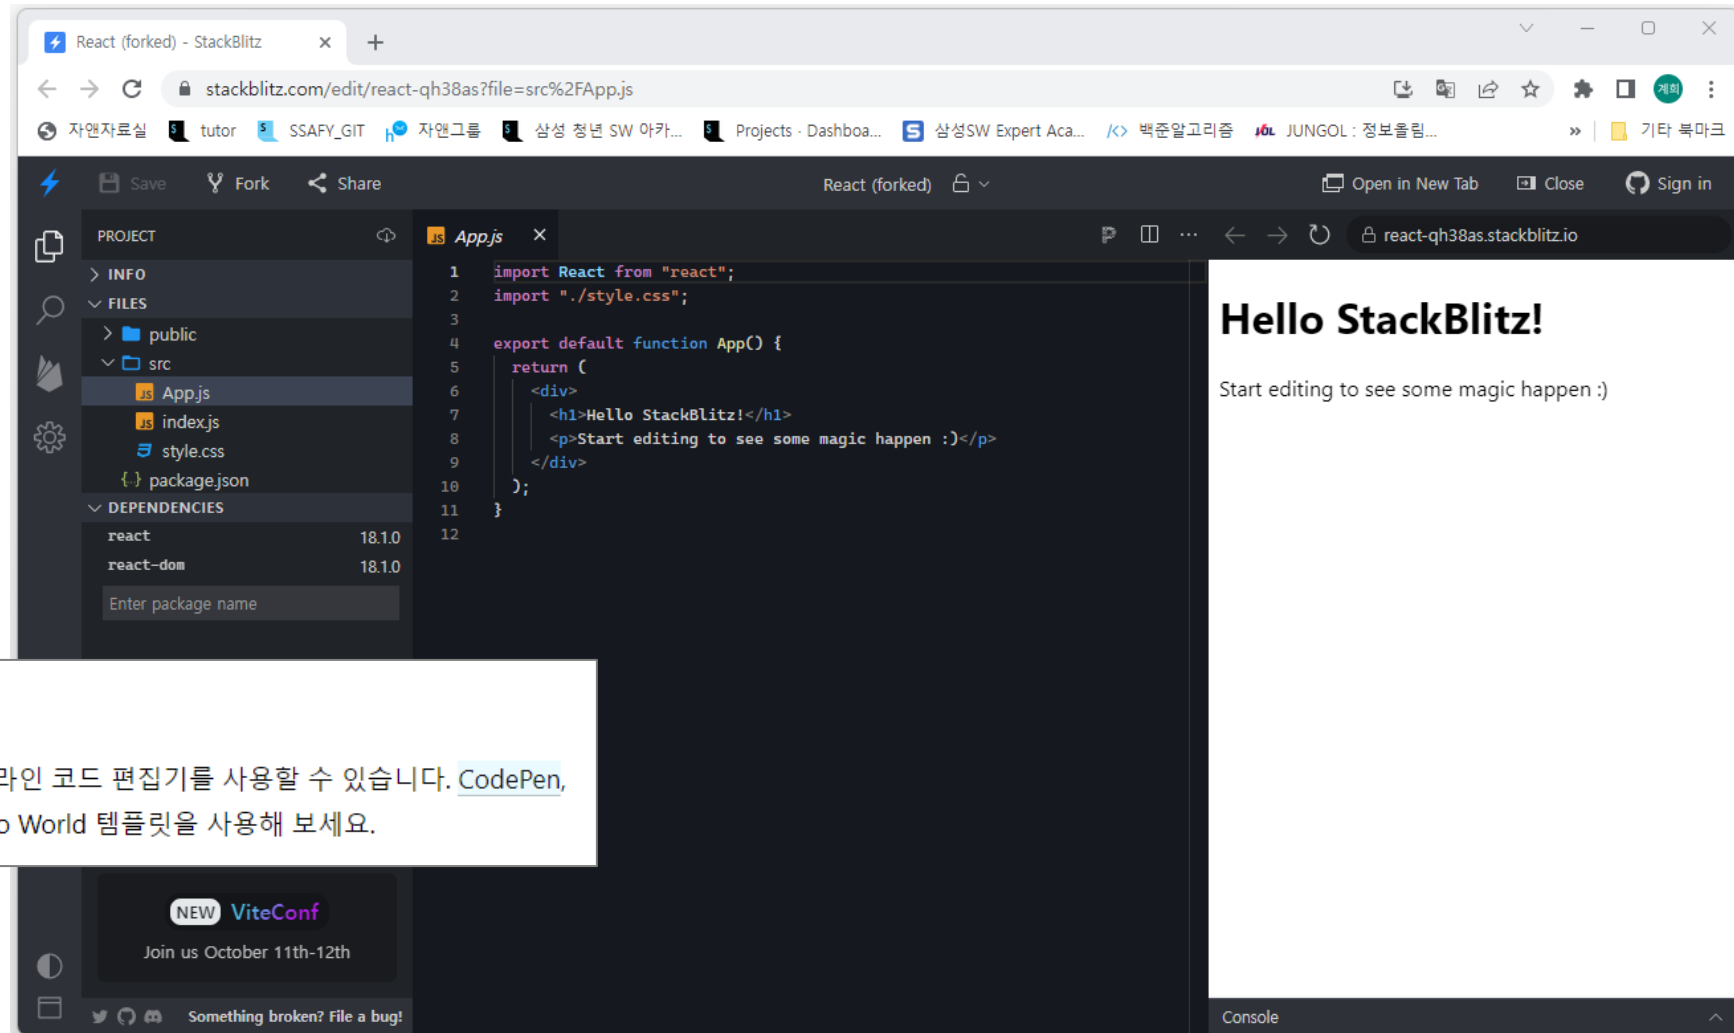 React (forked) - StackBlitz
stackblitz.com/edit/react-qh38as?file=src%2FApp.js
계희
자앤자료실 tutor SSAFY_GIT 자앤그룹 삼성 청년 SW 아카... Projects · Dashboa... 삼성SW Expert Aca... 백준알고리즘 JUNGOL : 정보올림... » 기타 북마크
Save Fork Share React (forked) Open in New Tab Close Sign in
PROJECT
App.js
react-qh38as.stackblitz.io
INFO
FILES
public
src
App.js
index.js
style.css
package.json
DEPENDENCIES
react 18.1.0
react-dom 18.1.0
Enter package name
1 import React from "react";
2 import "./style.css";
3
4 export default function App() {
5 return (
6 <div>
7 <h1>Hello StackBlitz!</h1>
8 <p>Start editing to see some magic happen :)</p>
9 </div>
10 );
11 }
12
Hello StackBlitz!
Start editing to see some magic happen :)
라인 코드 편집기를 사용할 수 있습니다. CodePen,
o World 템플릿을 사용해 보세요.
NEW ViteConf
Join us October 11th-12th
Something broken? File a bug!
Console